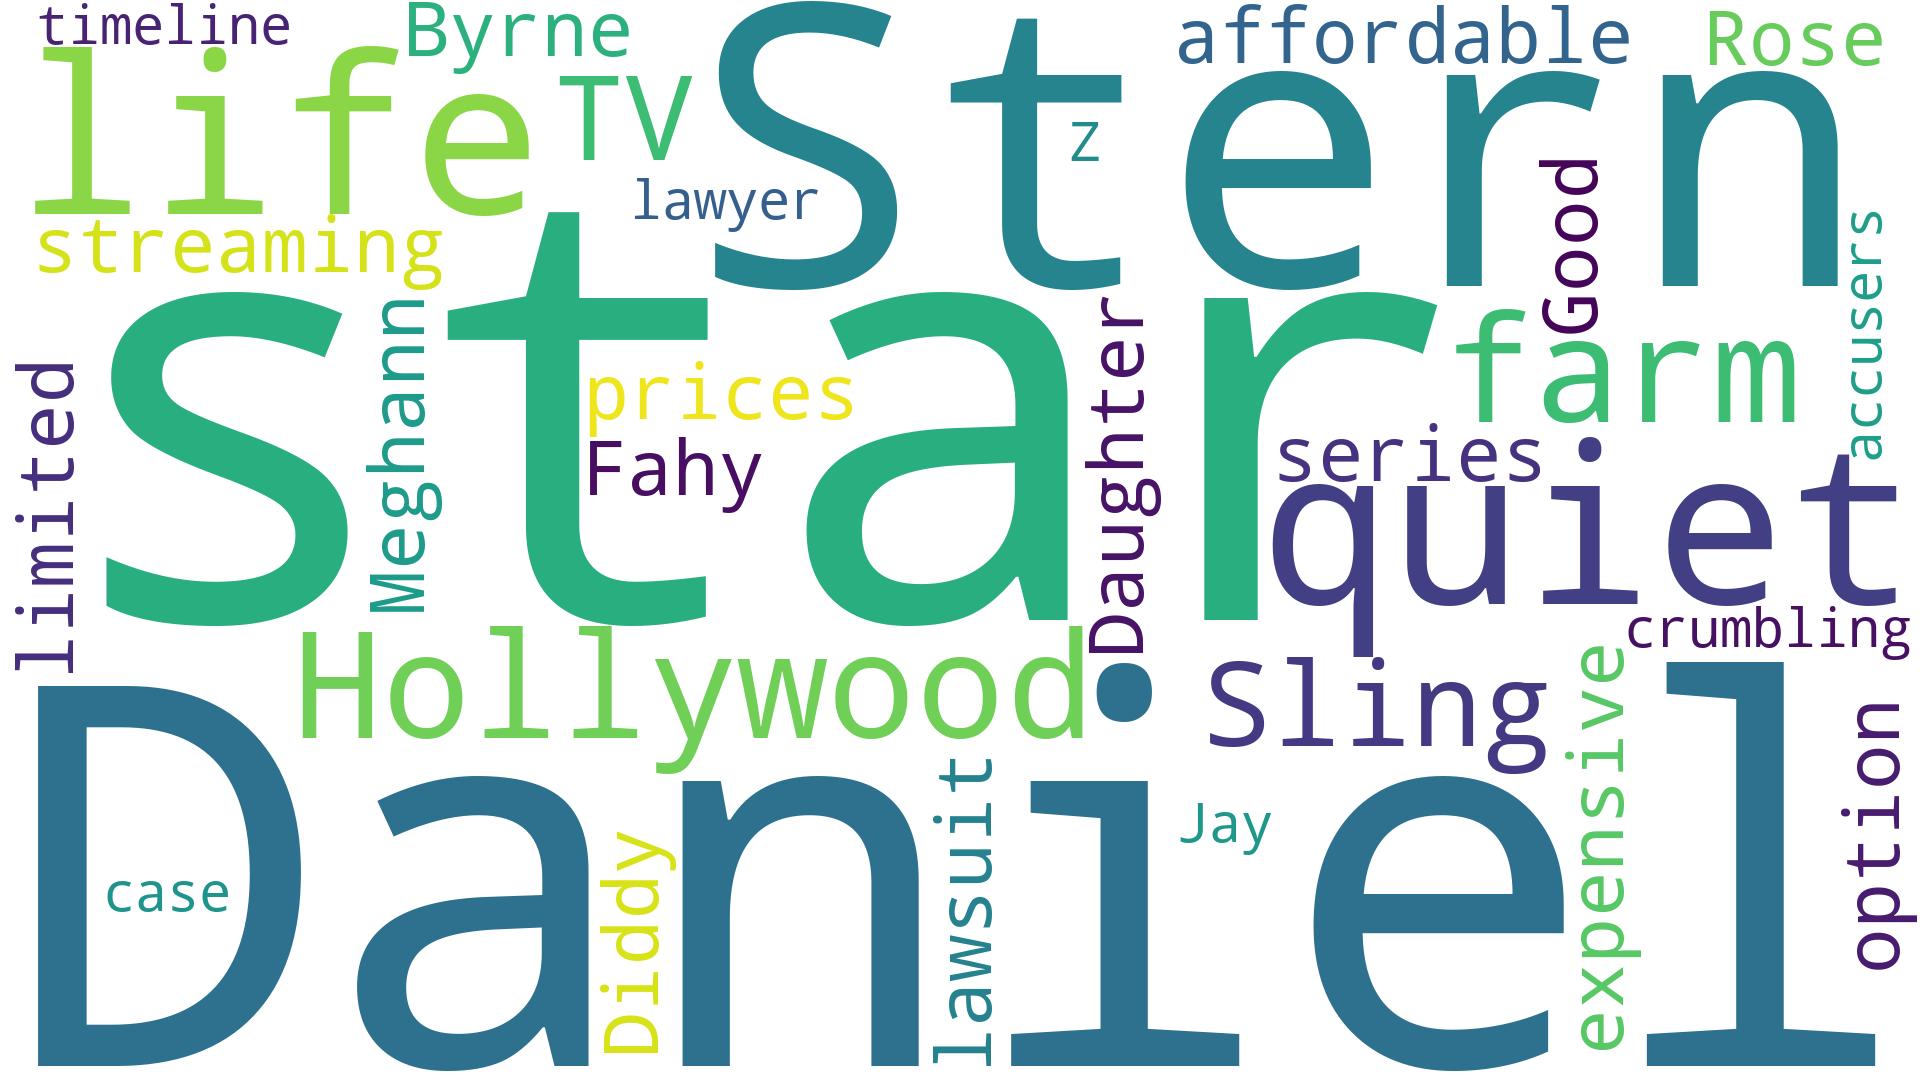 timeline
Byrne
affordable
Rose
life
TV
Stern
z
lawyer
streaming
Good
accusers
star
Meghann
prices
Fahy
Daughter
farm
series
quiet
limited
crumbling
Hollywood
Sling
Daniel
expensive
option
lawsuit
Jay
Diddy
case